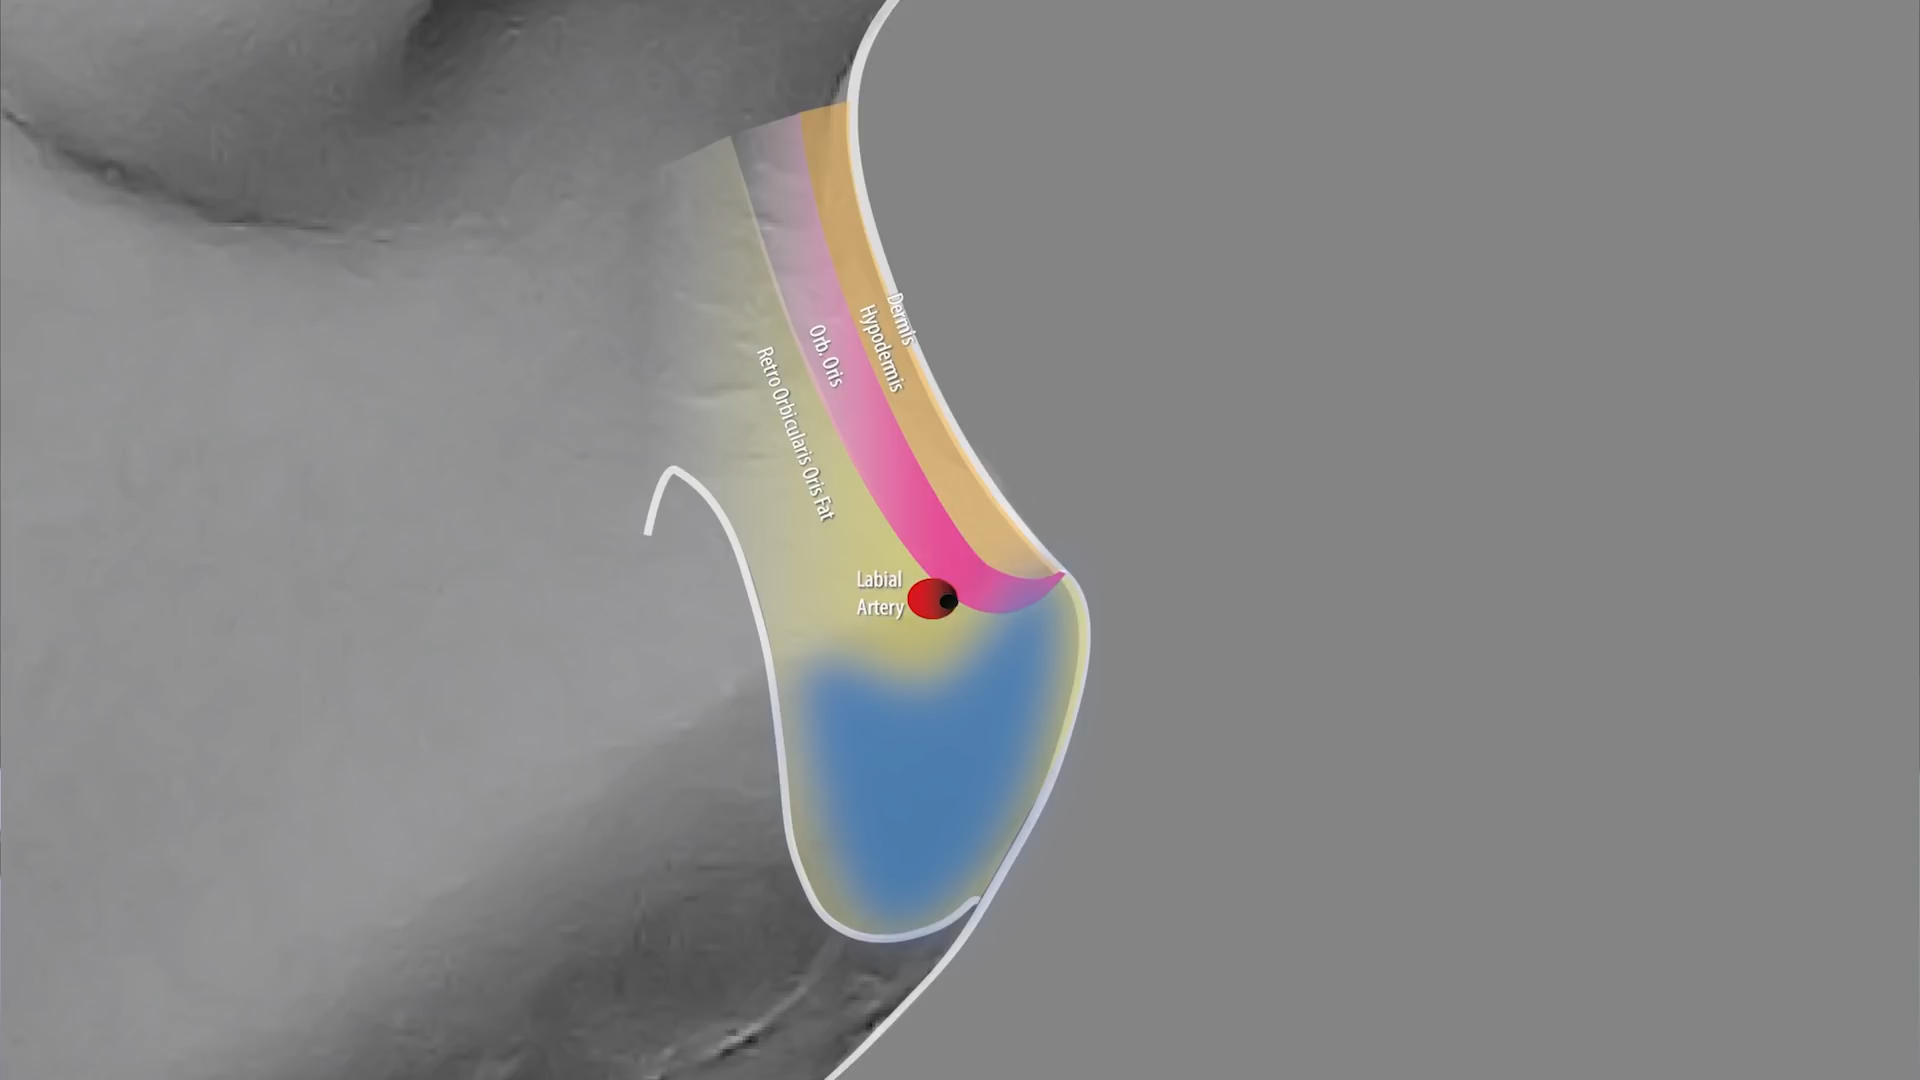 Dermis
Hypodermis
Orb. Oris
Retro Orbicularis Oris Fat
Labial
Artery